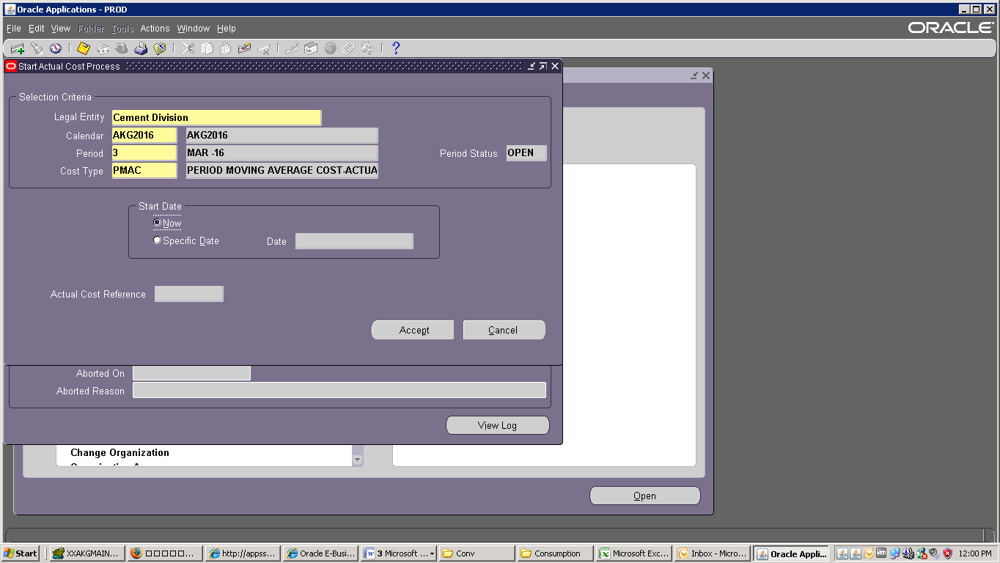 Oracle Applications - PROD
File Edit View Folder Tools Actions Window Help
ORACLE
Start Actual Cost Process
Selection Criteria
Legal Entity Cement Division
Calendar AKG2016 AKG2016
Period 3 MAR -16 Period Status OPEN
Cost Type PMAC PERIOD MOVING AVERAGE COST-ACTUA
Start Date
Now
Specific Date Date
Actual Cost Reference
Accept Cancel
Aborted On
Aborted Reason
View Log
Change Organization
Open
Start XXAKGMAIN... http://appss... Oracle E-Busi... 3 Microsoft ... Conv Consumption Microsoft Exc... Inbox - Micro... Oracle Appli... 12:00 PM